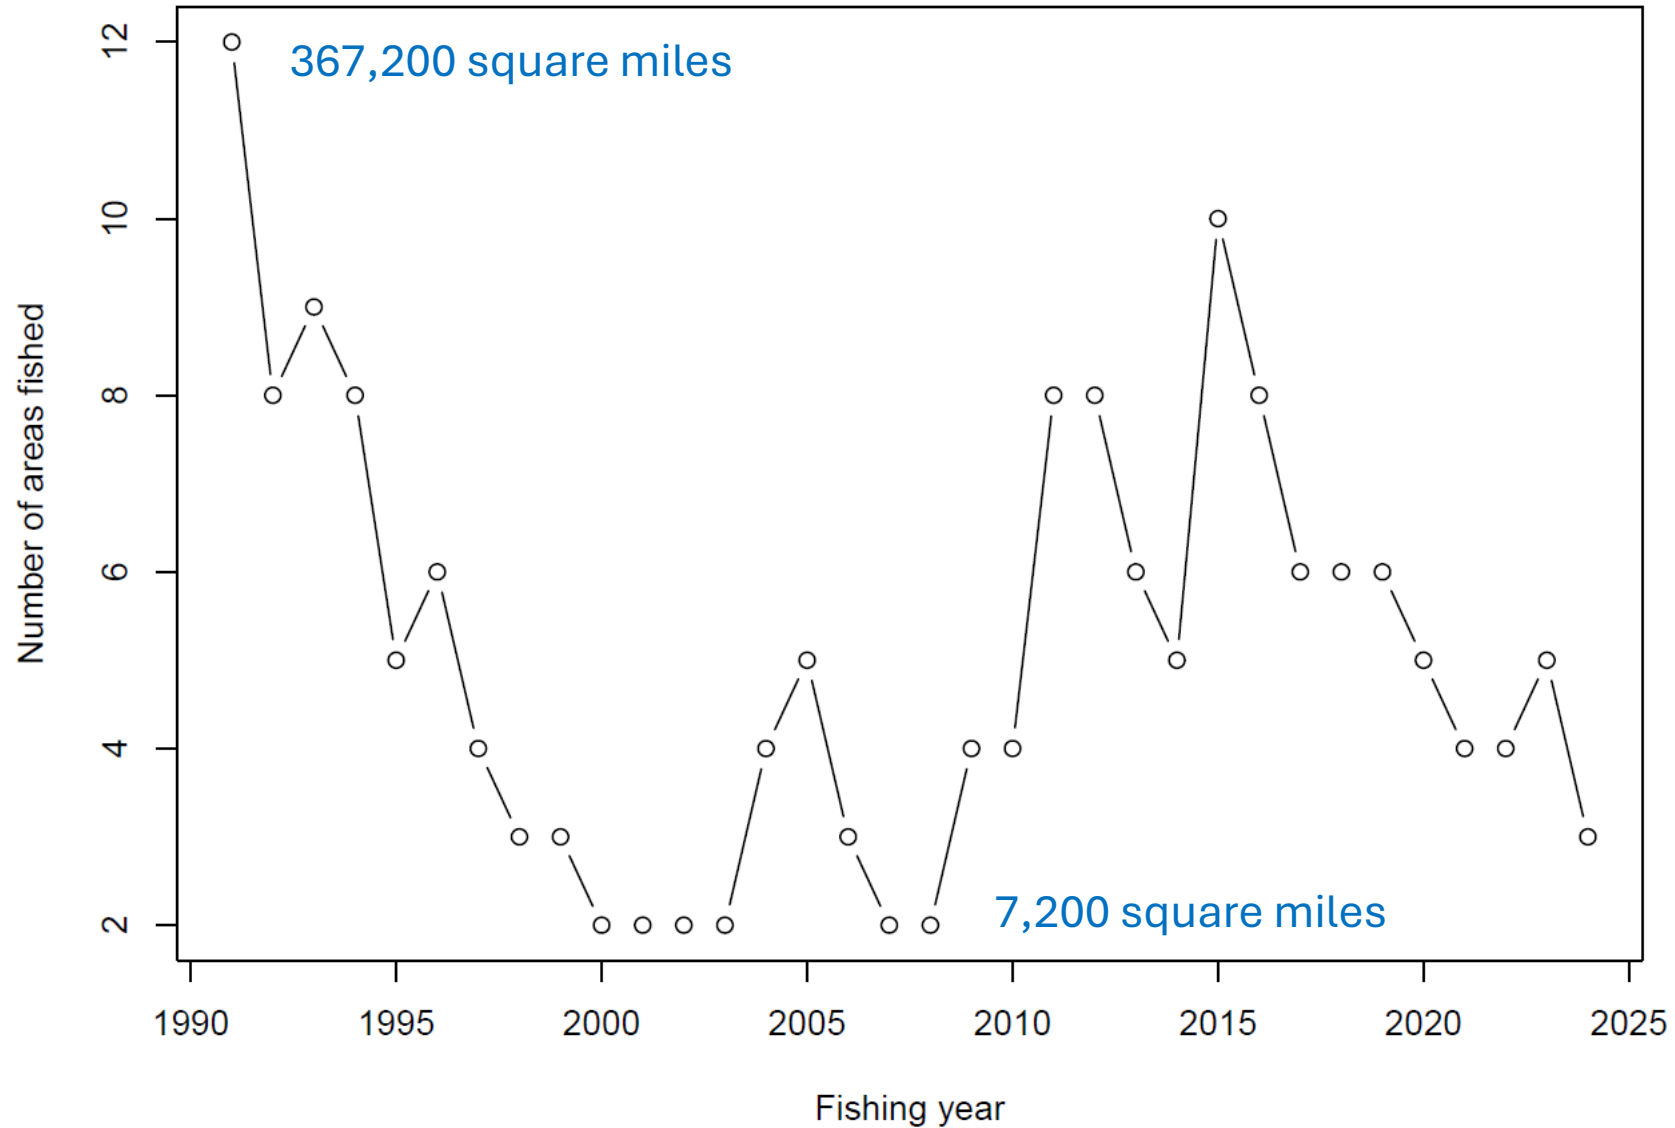 367,200 square miles
12
10
8
6
4
2
Number of areas fished
7,200 square miles
1990 1995 2000 2005 2010 2015 2020 2025
Fishing year